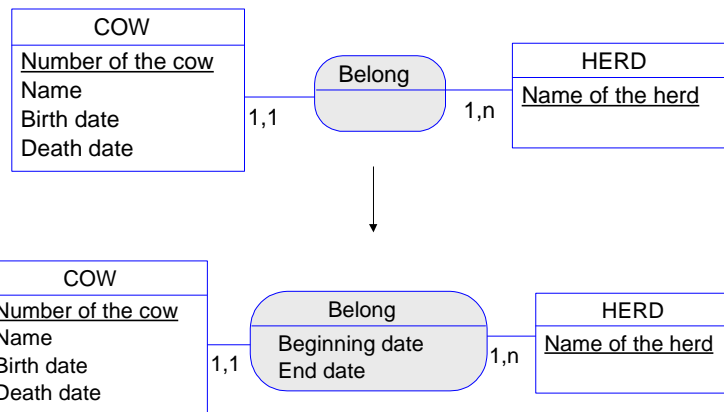 COW
Number of the cow
Name
Birth date
Death date
1,1
Belong
1,n
HERD
Name of the herd
COW
Number of the cow
Name
Birth date
Death date
1,1
Belong
Beginning date
End date
1,n
HERD
Name of the herd